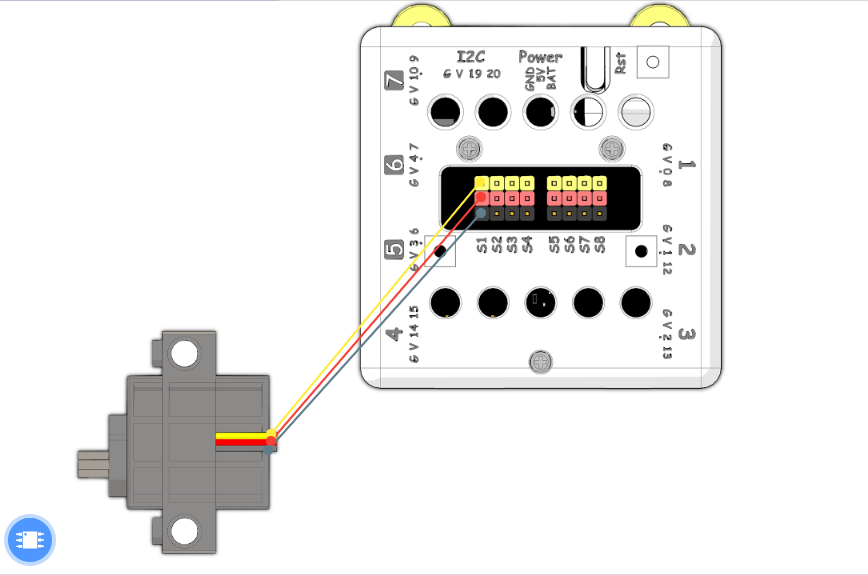 I2C
G V 19 20
Power
GND
5V
BAT
Rst
7
G V 10 9
6
G V 4 7
1
G V 0 8
S1 S2 S3 S4 S5 S6 S7 S8
5
G V 3 6
2
G V 1 12
4
G V 14 15
3
G V 2 13